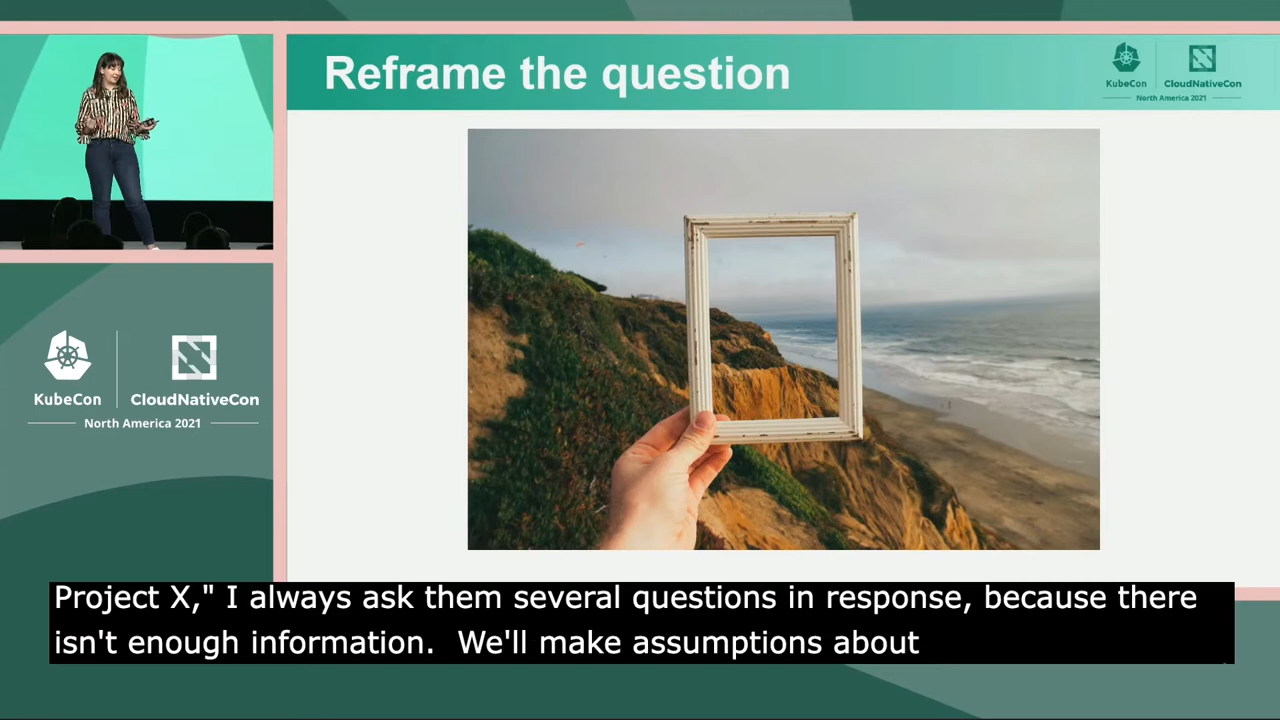 Reframe the question
KubeCon
CloudNativeCon
North America 2021
KubeCon
CloudNativeCon
North America 2021
Project X," I always ask them several questions in response, because there
isn't enough information.  We'll make assumptions about